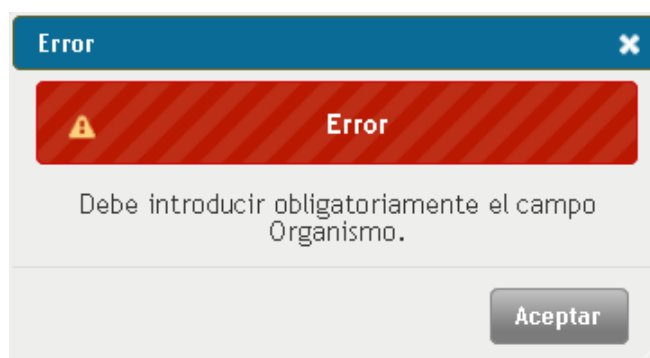 Error
Error
Debe introducir obligatoriamente el campo
Organismo.
Aceptar